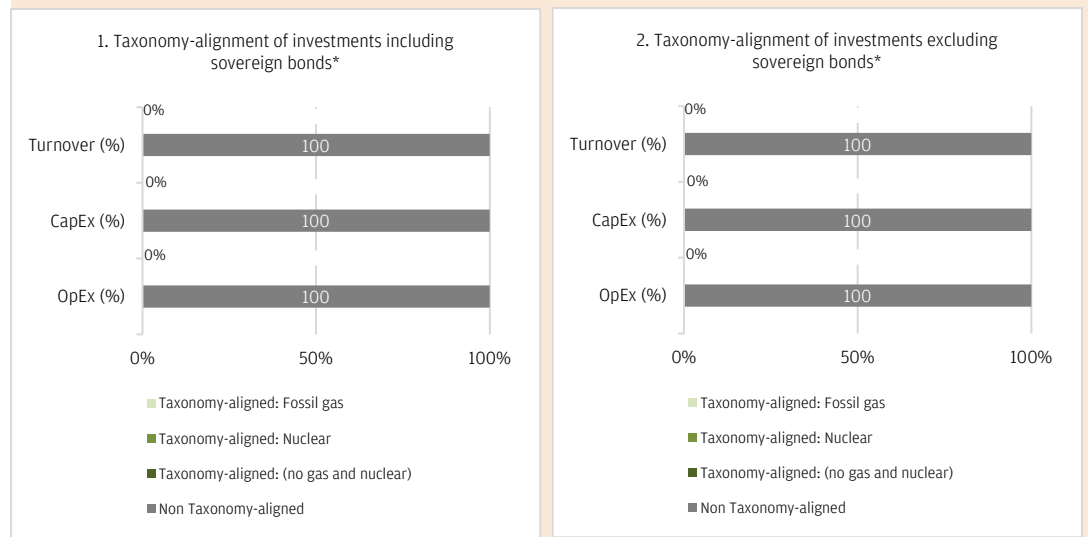 1. Taxonomy-alignment of investments including
sovereign bonds*
0%
Turnover (%)
100
0%
CapEx (%)
100
0%
OpEx (%)
100
0%
50%
100%
Taxonomy-aligned: Fossil gas
Taxonomy-aligned: Nuclear
Taxonomy-aligned: (no gas and nuclear)
Non Taxonomy-aligned
2. Taxonomy-alignment of investments excluding
sovereign bonds*
0%
Turnover (%)
100
0%
CapEx (%)
100
0%
OpEx (%)
100
0%
50%
100%
Taxonomy-aligned: Fossil gas
Taxonomy-aligned: Nuclear
Taxonomy-aligned: (no gas and nuclear)
Non Taxonomy-aligned